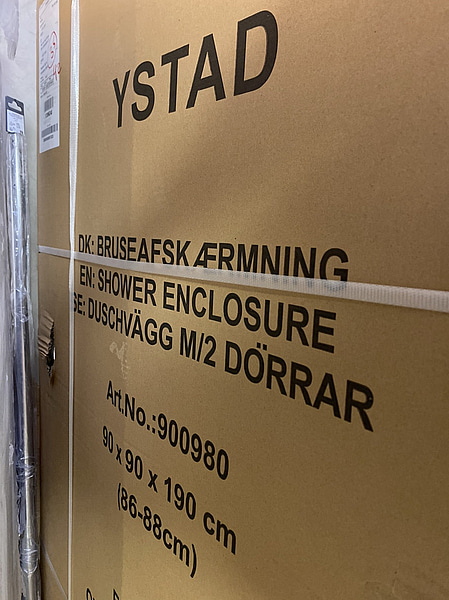 YSTAD
DK: BRUSEAFSKÆRMNING
EN: SHOWER ENCLOSURE
SE: DUSCHVÄGG M/2 DÖRRAR
Art.No.:900980
90 x 90 x 190 cm
(86-88cm)